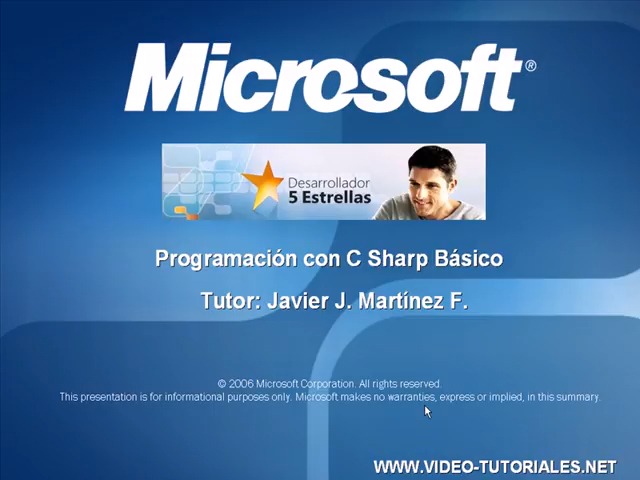 Microsoft®
Desarrollador
5 Estrellas
Programación con C Sharp Básico
Tutor: Javier J. Martínez F.
© 2006 Microsoft Corporation. All rights reserved.
This presentation is for informational purposes only. Microsoft makes no warranties, express or implied, in this summary.
WWW.VIDEO-TUTORIALES.NET